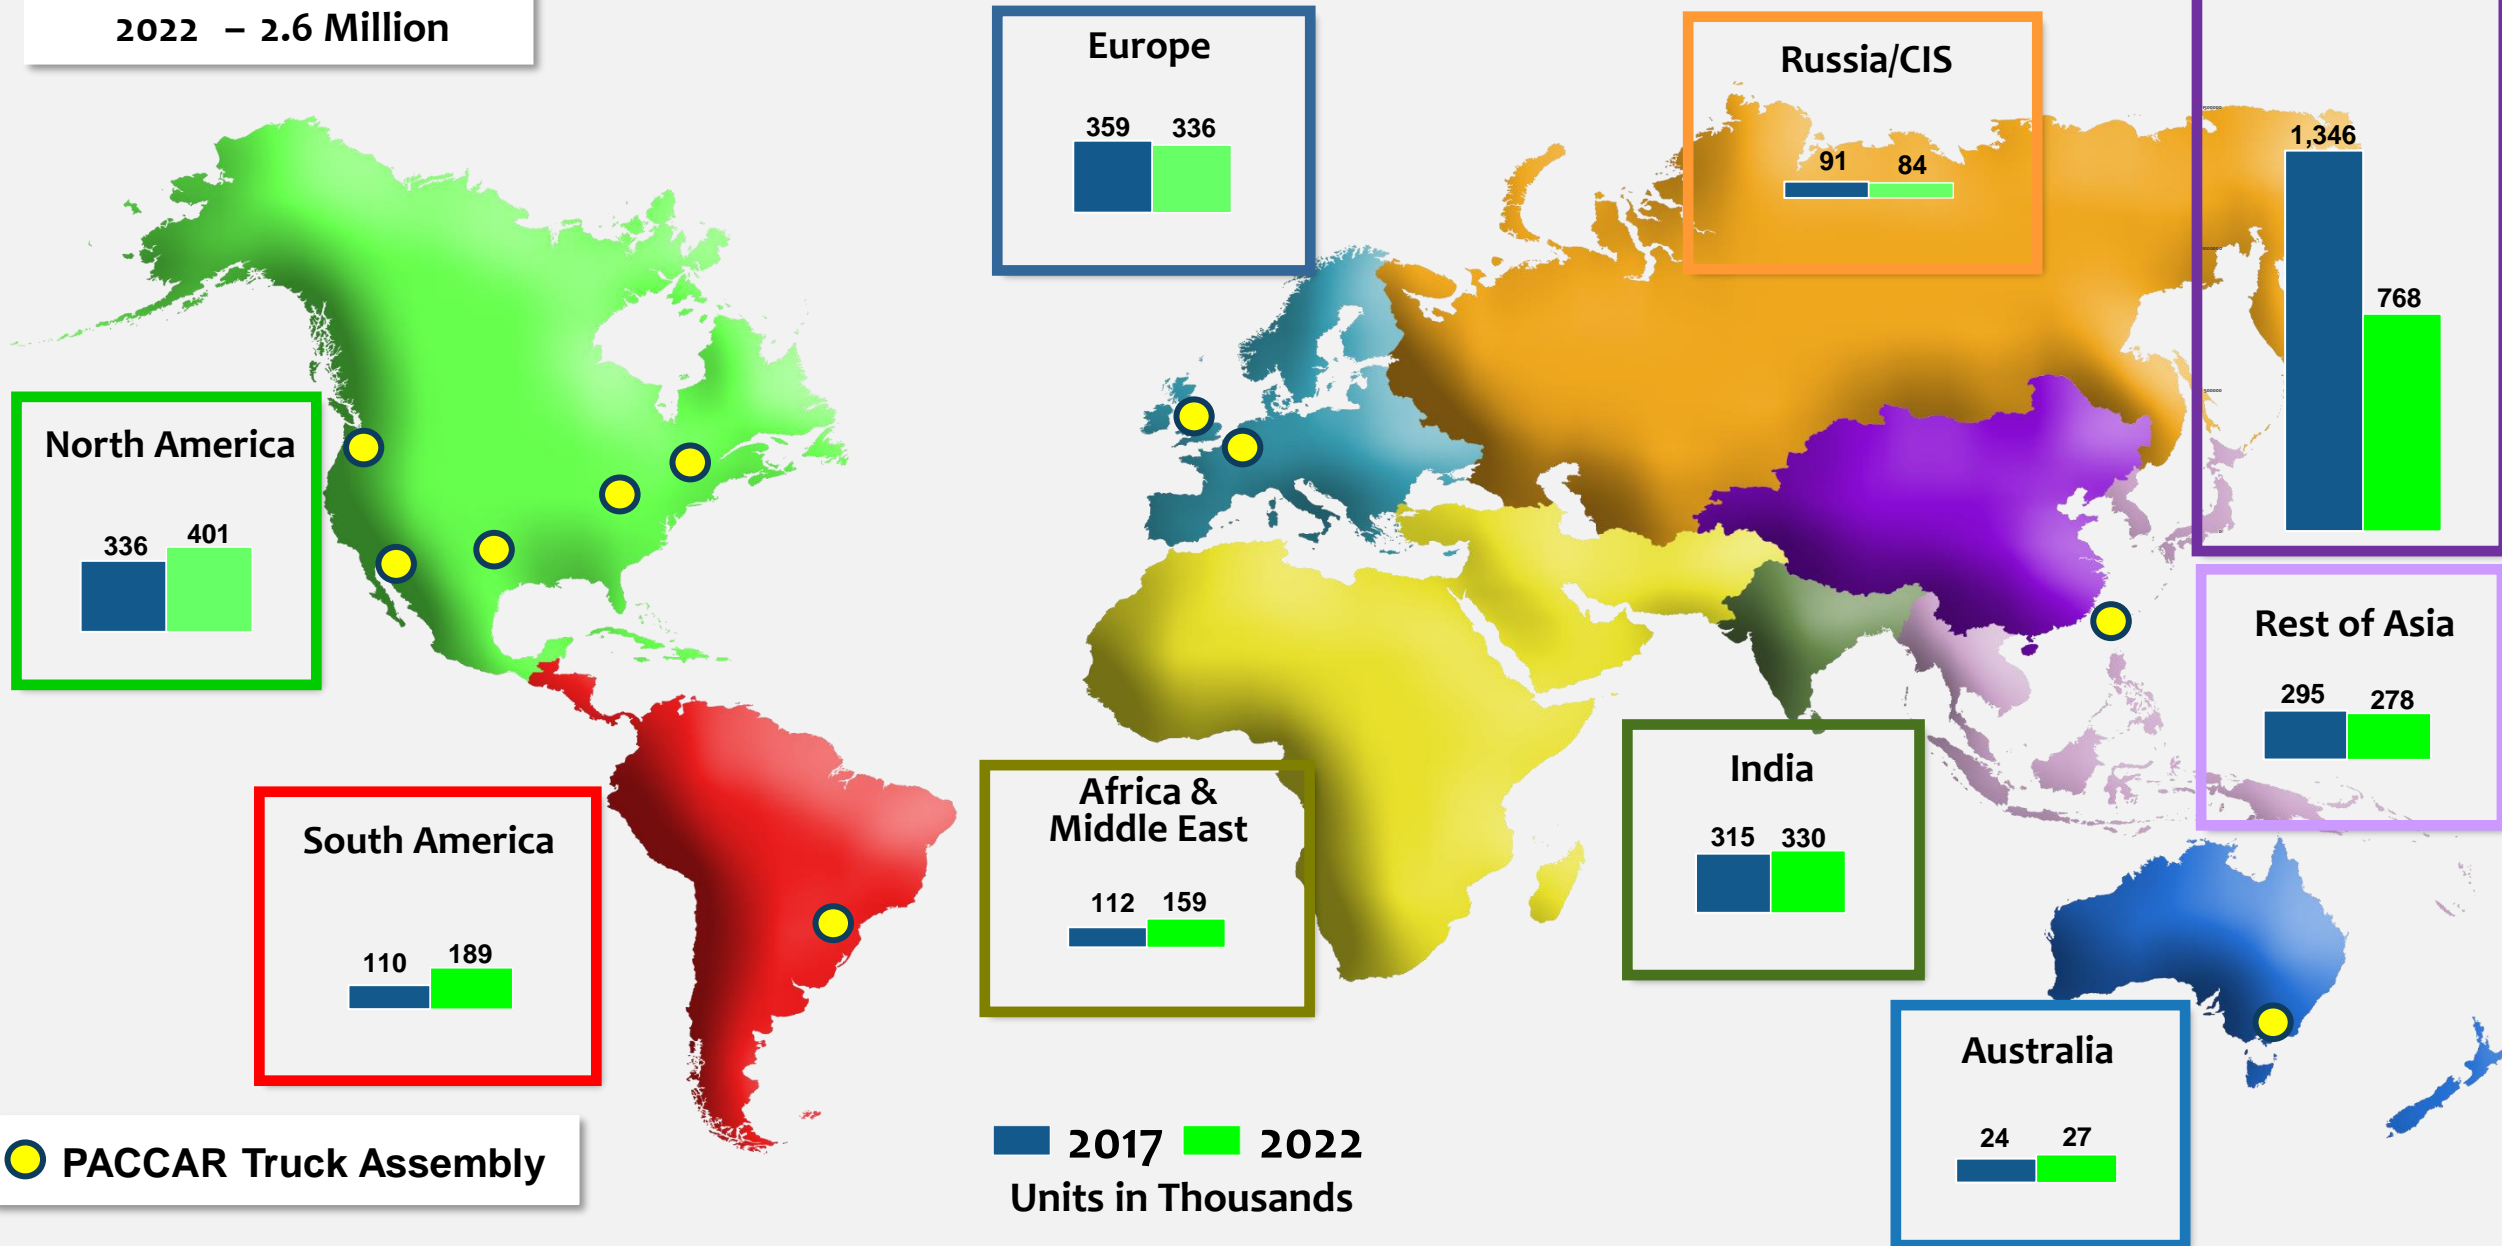 2022 – 2.6 Million
Europe
359 336
Russia/CIS
91 84
1,346
768
North America
336 401
Rest of Asia
295 278
India
315 330
Africa &
Middle East
112 159
South America
110 189
Australia
24 27
PACCAR Truck Assembly
2017 2022
Units in Thousands